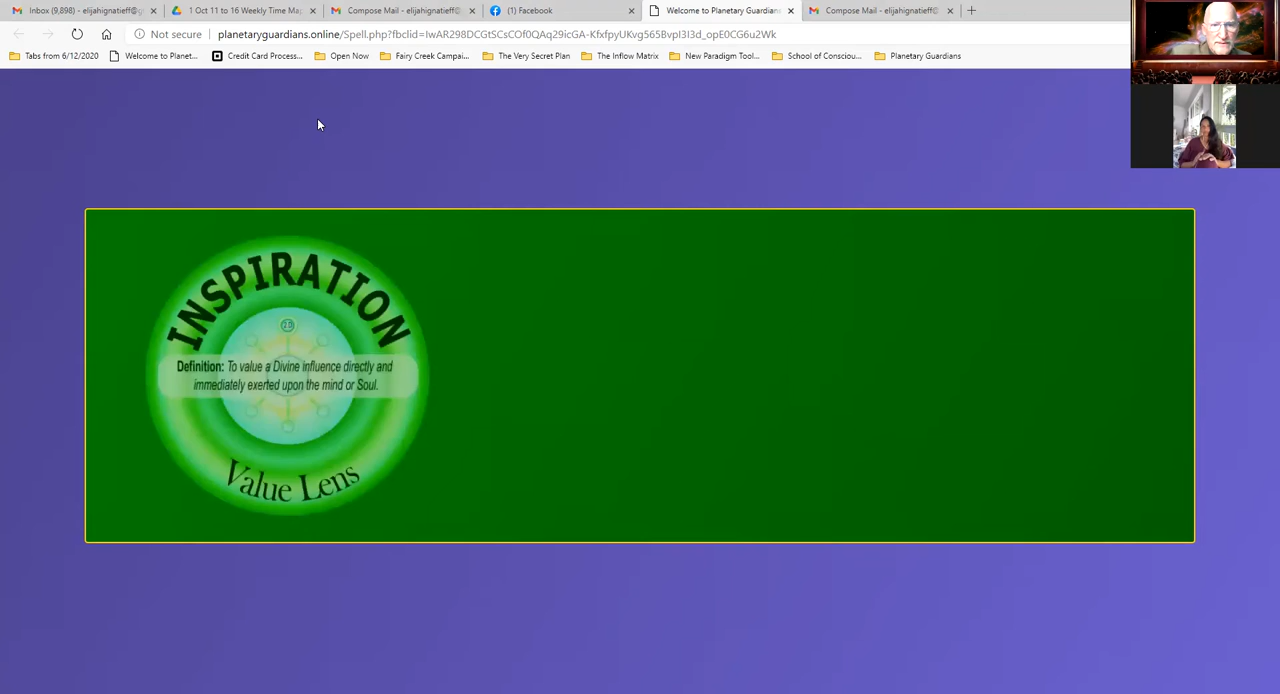 Inbox (9,898) - elijahignatieff@g
1 Oct 11 to 16 Weekly Time Ma
Compose Mail - elijahignatieff@
(1) Facebook
Welcome to Planetary Guardian
Compose Mail - elijahignatieff@
Not secure
planetaryguardians.online/Spell.php?fbclid=IwAR298DCGtSCsCOf0QAq29icGA-KfxfpyUKvg565BvpI3I3d_opE0CG6u2Wk
Tabs from 6/12/2020
Welcome to Planet...
Credit Card Process...
Open Now
Fairy Creek Campai...
The Very Secret Plan
The Inflow Matrix
New Paradigm Tool...
School of Consciou...
Planetary Guardians
INSPIRATION
Definition: To value a Divine influence directly and
immediately exerted upon the mind or Soul.
Value Lens